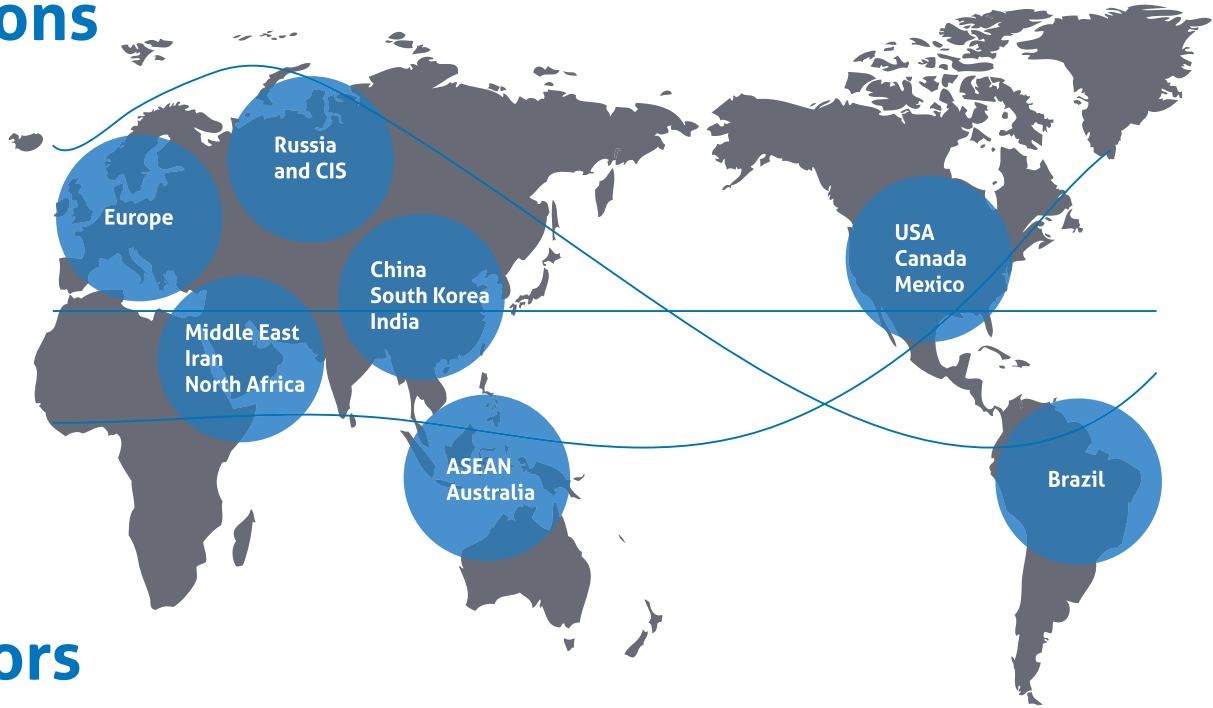 ons
Russia
and CIS
Europe
USA
Canada
Mexico
China
South Korea
India
Middle East
Iran
North Africa
ASEAN
Australia
Brazil
ors